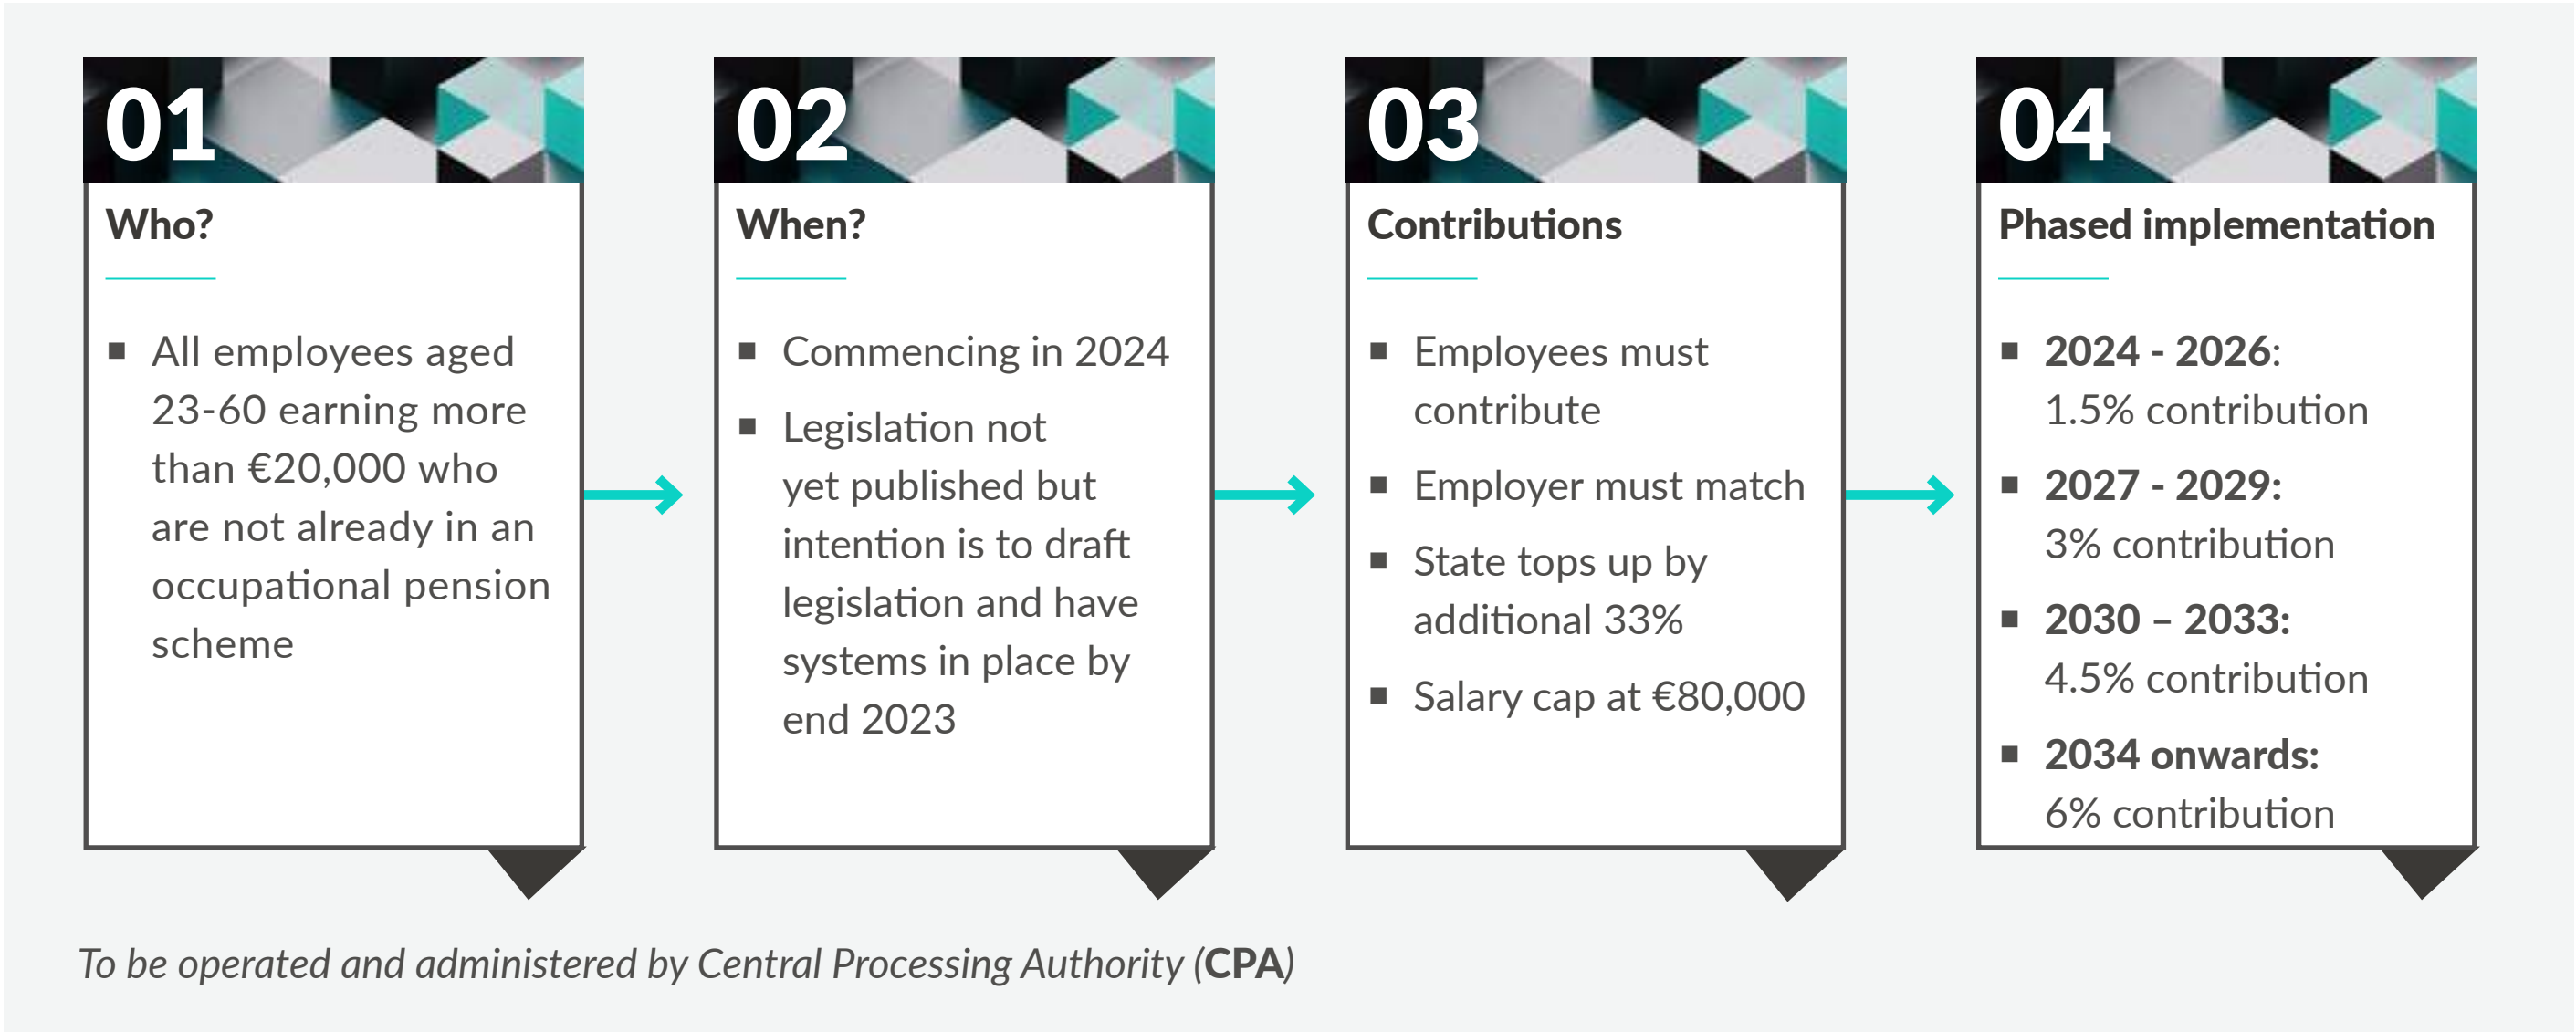 01
Who?
▪ All employees aged
23-60 earning more
than €20,000 who
are not already in an
occupational pension
scheme
02
When?
▪ Commencing in 2024
▪ Legislation not
yet published but
intention is to draft
legislation and have
systems in place by
end 2023
03
Contributions
▪ Employees must
contribute
▪ Employer must match
▪ State tops up by
additional 33%
▪ Salary cap at €80,000
04
Phased implementation
▪ 2024 - 2026:
1.5% contribution
▪ 2027 - 2029:
3% contribution
▪ 2030 – 2033:
4.5% contribution
▪ 2034 onwards:
6% contribution
To be operated and administered by Central Processing Authority (CPA)